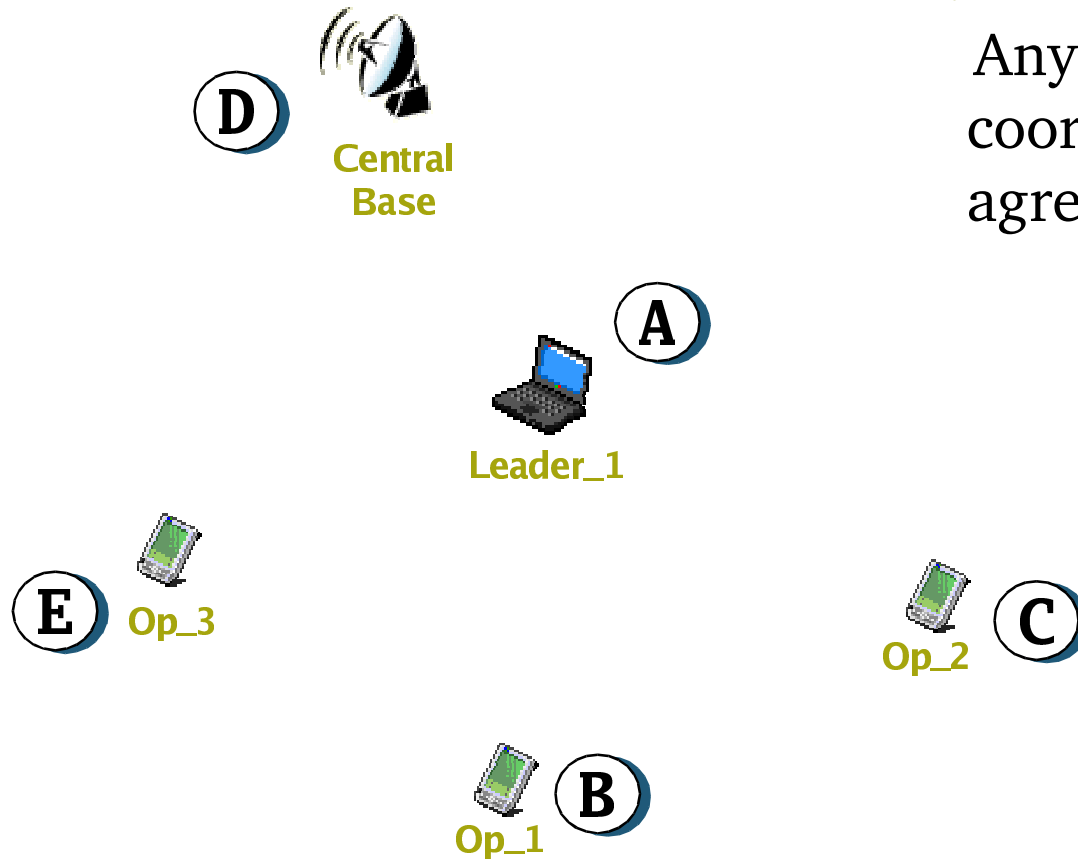 Any
coor
agre
D
Central
Base
A
Leader_1
E
Op_3
C
Op_2
B
Op_1